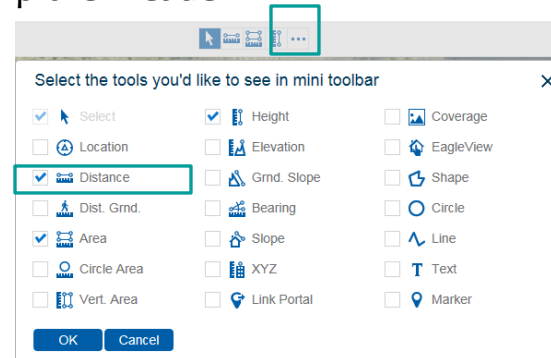 Select the tools you'd like to see in mini toolbar
Select Height Coverage
Location Elevation EagleView
Distance Grnd. Slope Shape
Dist. Grnd. Bearing Circle
Area Slope Line
Circle Area XYZ Text
Vert. Area Link Portal Marker
OK Cancel